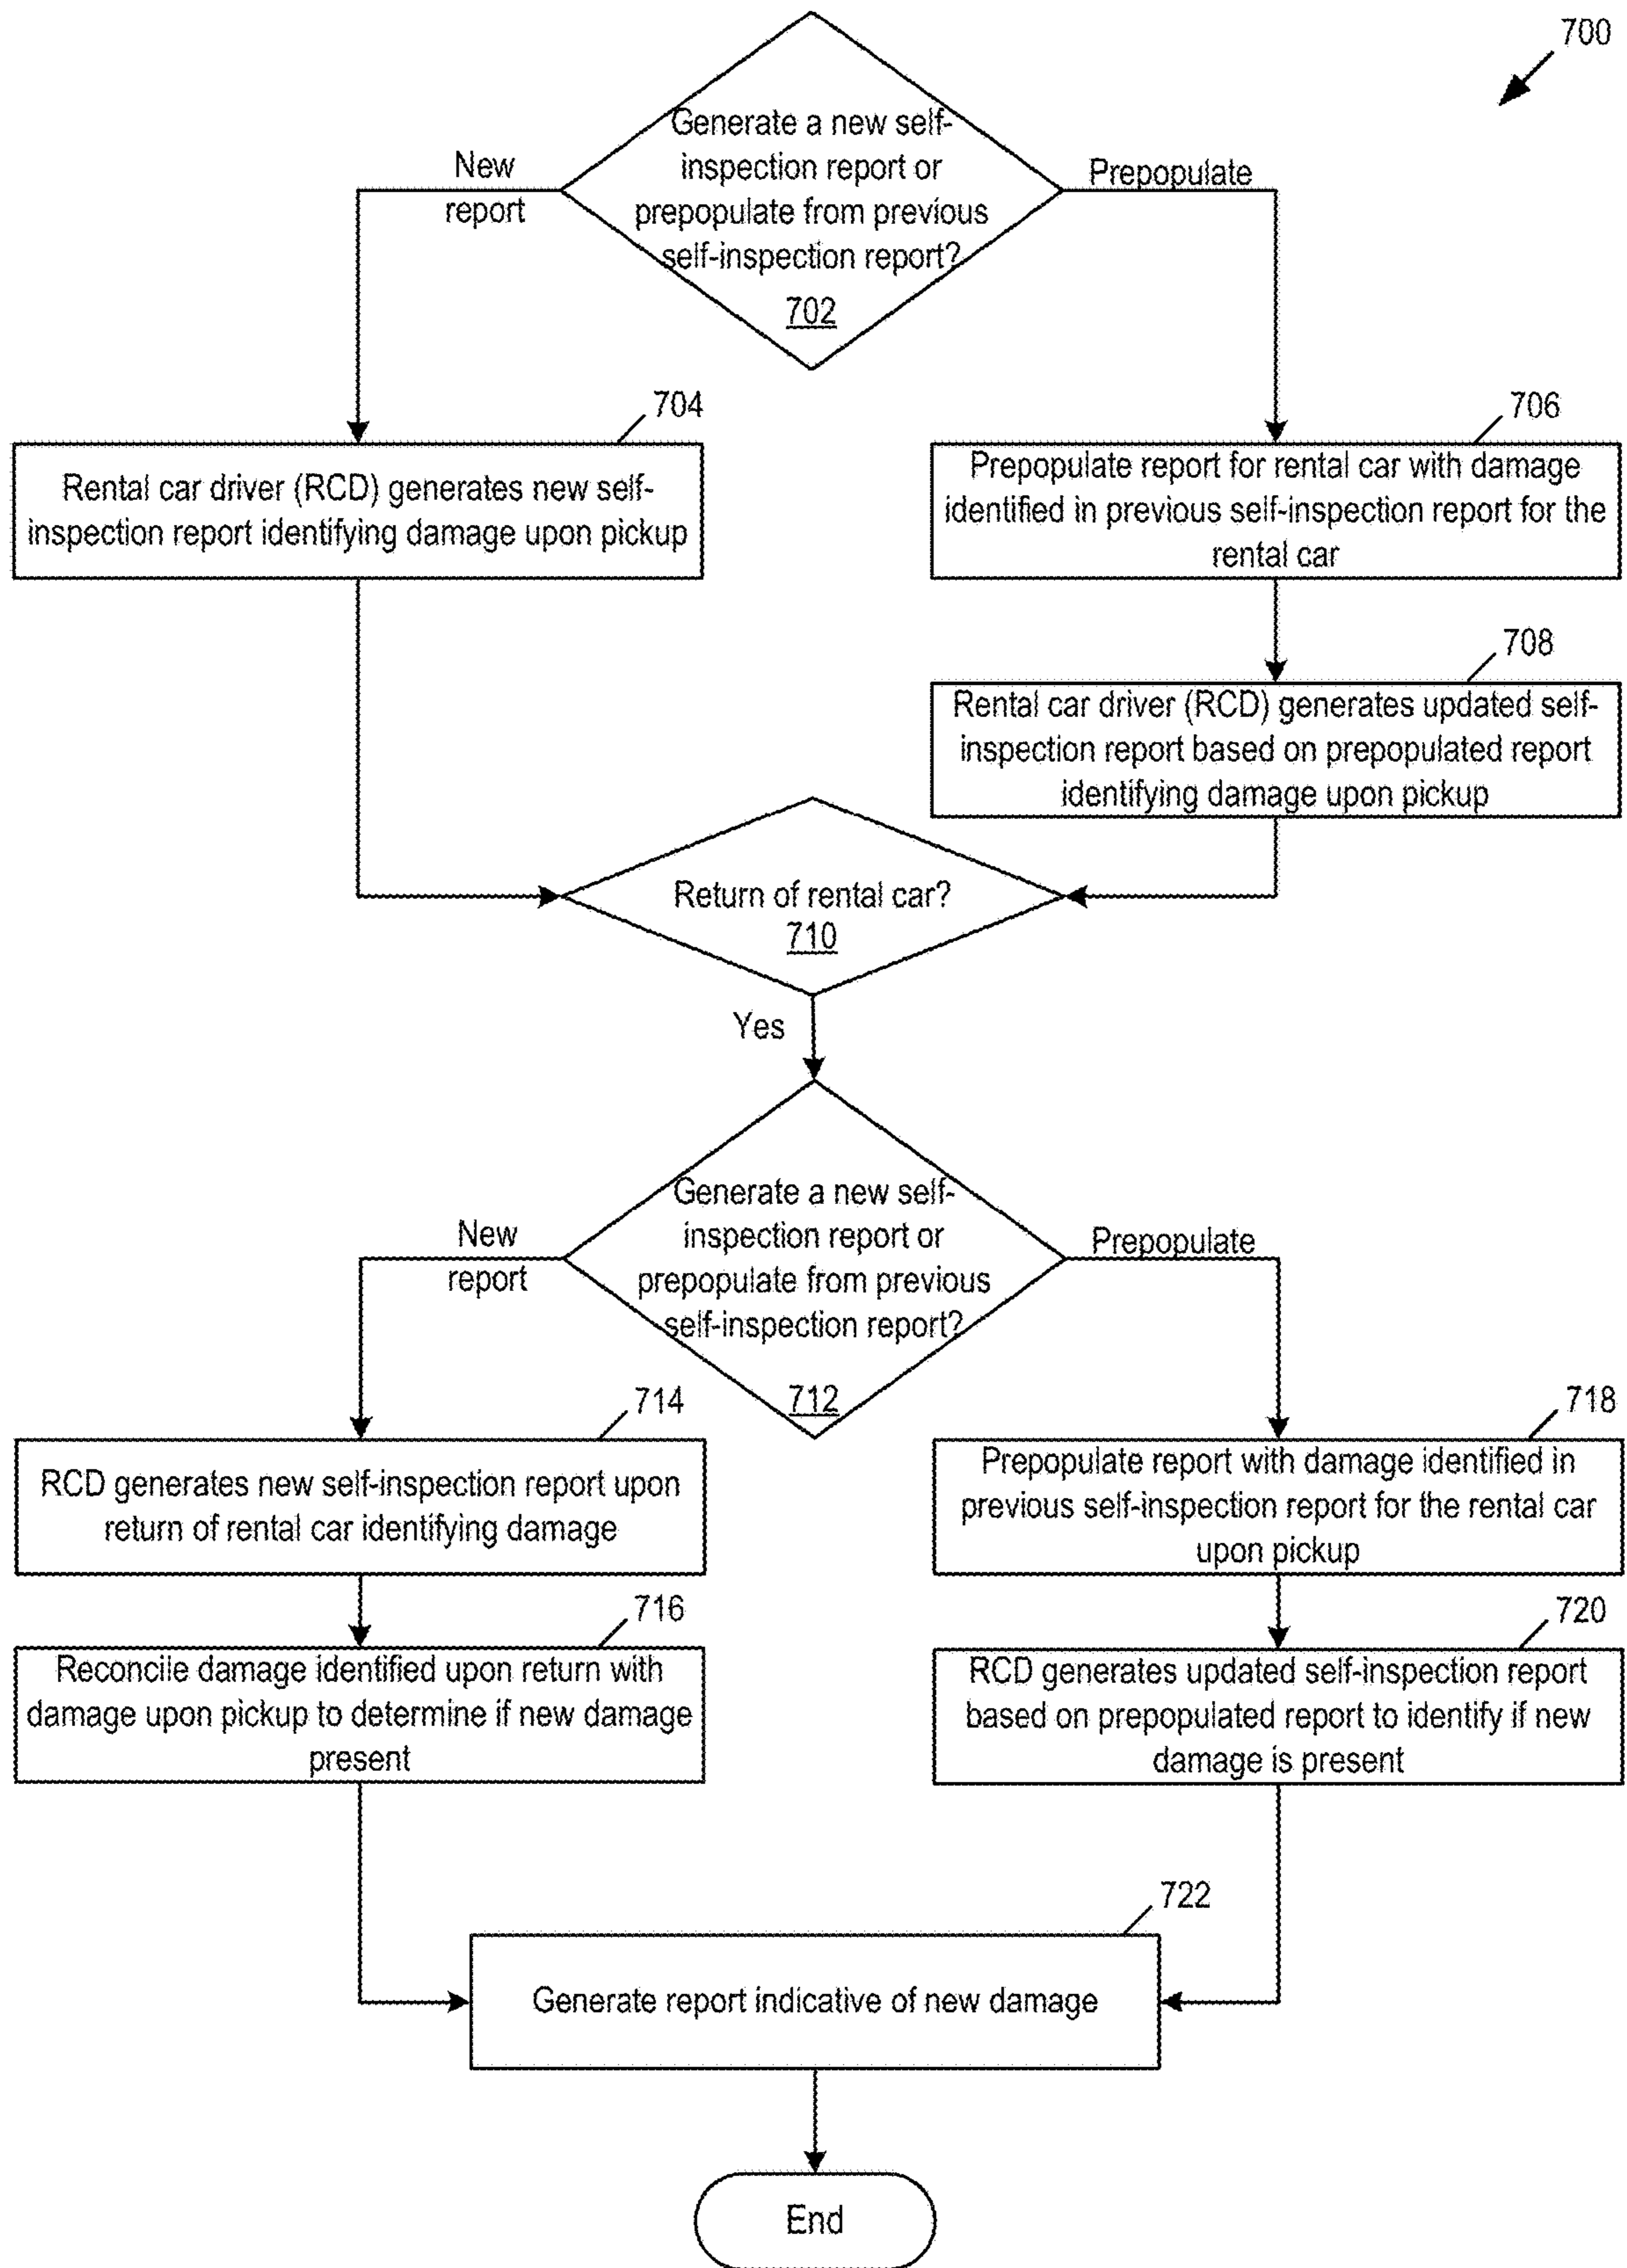 700
Generate a new self-
inspection report or
prepopulate from previous
self-inspection report?
702
New
report
Prepopulate
704
Rental car driver (RCD) generates new self-
inspection report identifying damage upon pickup
706
Prepopulate report for rental car with damage
identified in previous self-inspection report for the
rental car
708
Rental car driver (RCD) generates updated self-
inspection report based on prepopulated report
identifying damage upon pickup
Return of rental car?
710
Yes
Generate a new self-
inspection report or
prepopulate from previous
self-inspection report?
712
New
report
Prepopulate
714
RCD generates new self-inspection report upon
return of rental car identifying damage
716
Reconcile damage identified upon return with
damage upon pickup to determine if new damage
present
718
Prepopulate report with damage identified in
previous self-inspection report for the rental car
upon pickup
720
RCD generates updated self-inspection report
based on prepopulated report to identify if new
damage is present
722
Generate report indicative of new damage
End